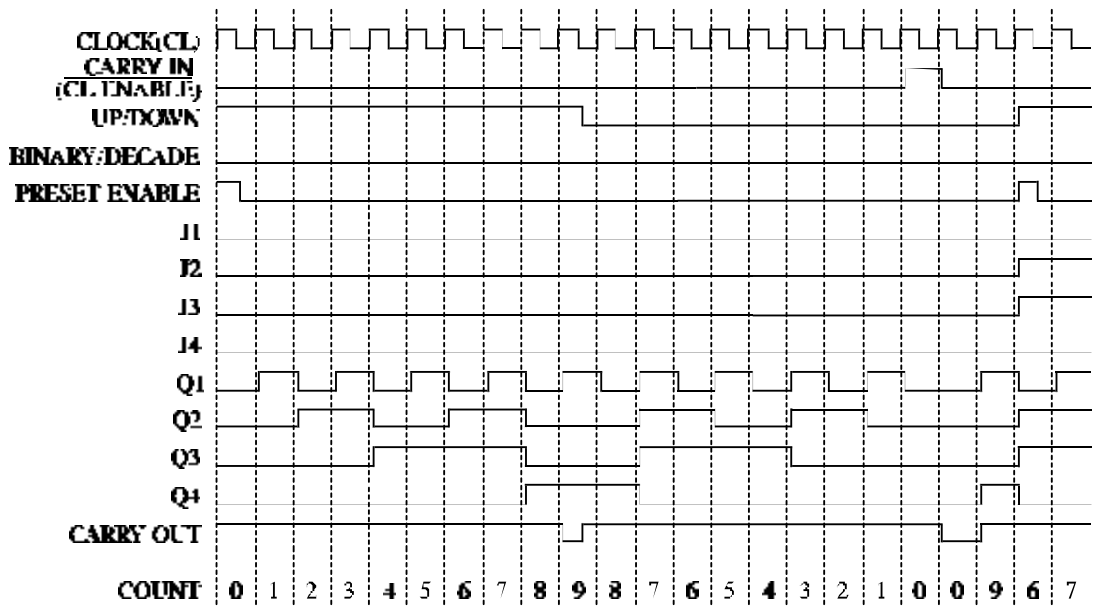 CLOCK(CL)
CARRY IN
(CL ENABLE)
UP/DOWN
BINARY/DECADE
PRESET ENABLE
J1
J2
J3
J4
Q1
Q2
Q3
Q4
CARRY OUT
COUNT 0 1 2 3 4 5 6 7 8 9 8 7 6 5 4 3 2 1 0 0 9 6 7